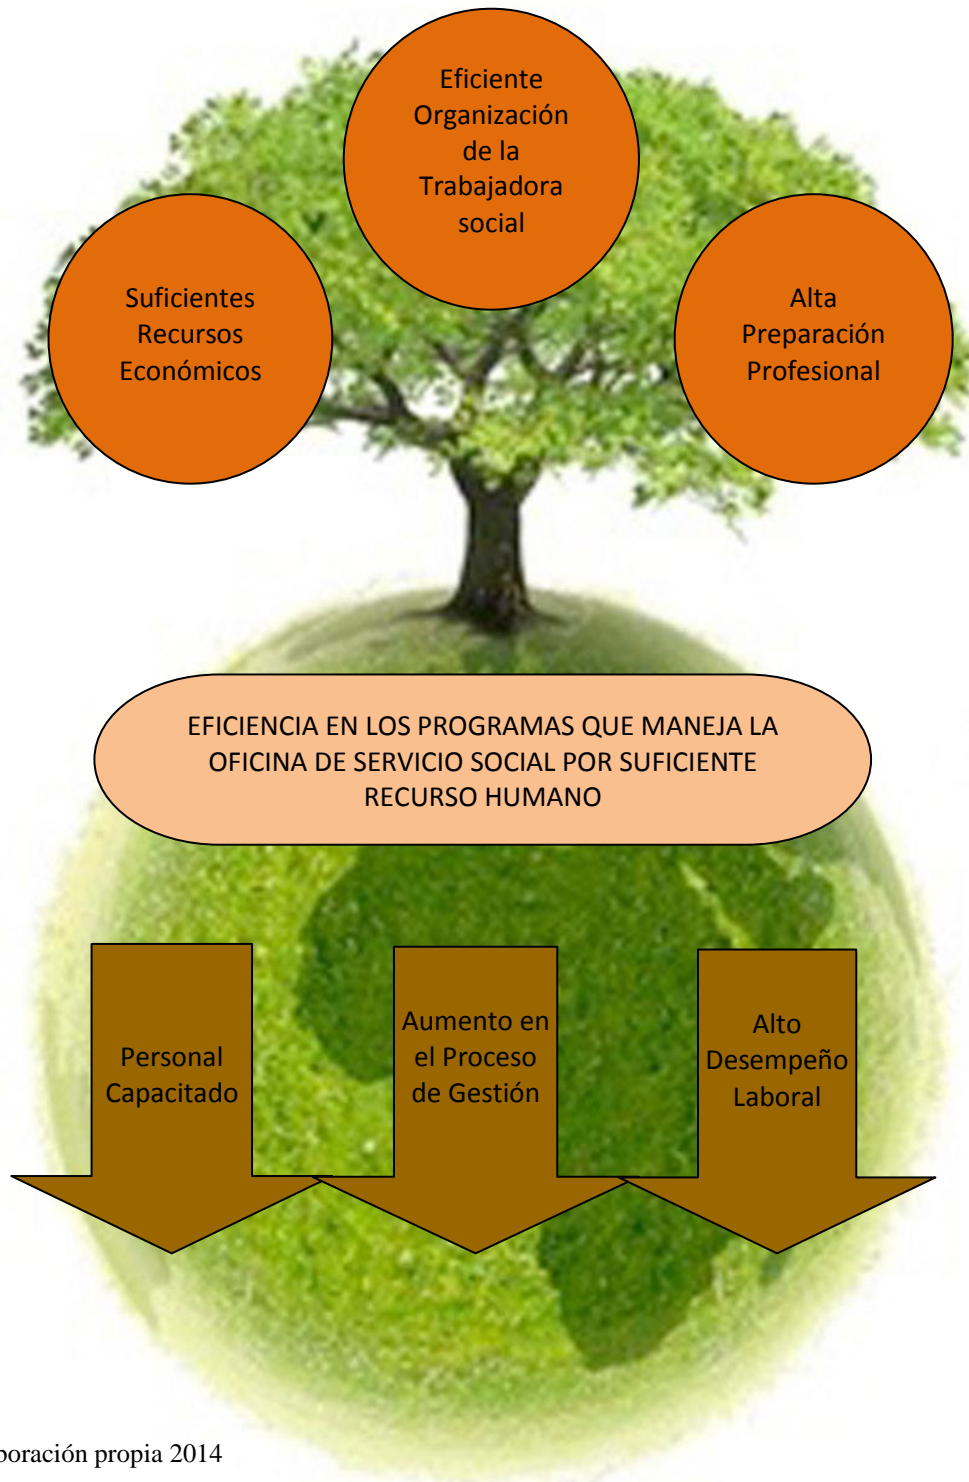 Eficiente
Organización
de la
Trabajadora
social
Suficientes
Recursos
Económicos
Alta
Preparación
Profesional
EFICIENCIA EN LOS PROGRAMAS QUE MANEJA LA
OFICINA DE SERVICIO SOCIAL POR SUFICIENTE
RECURSO HUMANO
Personal
Capacitado
Aumento en
el Proceso
de Gestión
Alto
Desempeño
Laboral
boración propia 2014